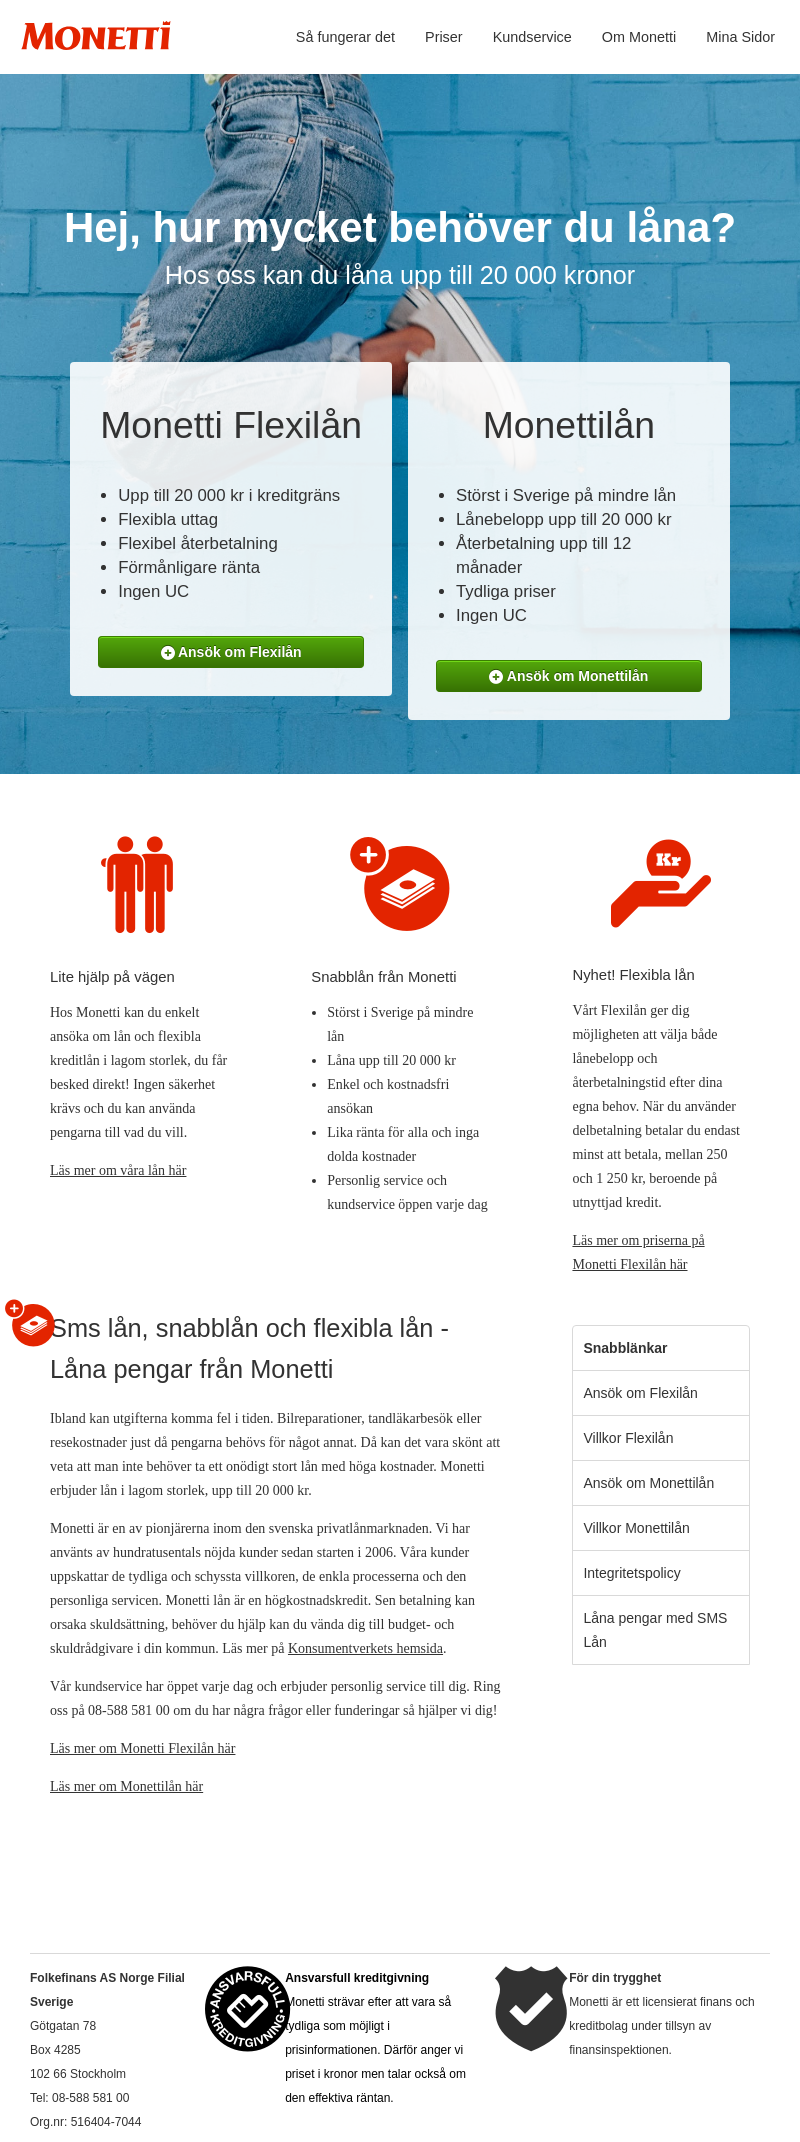 MONETTI
Så fungerar det
Priser
Kundservice
Om Monetti
Mina Sidor
Hej, hur mycket behöver du låna?
Hos oss kan du låna upp till 20 000 kronor
Monetti Flexilån
Upp till 20 000 kr i kreditgräns
Flexibla uttag
Flexibel återbetalning
Förmånligare ränta
Ingen UC
Ansök om Flexilån
Monettilån
Störst i Sverige på mindre lån
Lånebelopp upp till 20 000 kr
Återbetalning upp till 12
månader
Tydliga priser
Ingen UC
Ansök om Monettilån
Lite hjälp på vägen
Hos Monetti kan du enkelt
ansöka om lån och flexibla
kreditlån i lagom storlek, du får
besked direkt! Ingen säkerhet
krävs och du kan använda
pengarna till vad du vill.
Läs mer om våra lån här
Snabblån från Monetti
Störst i Sverige på mindre
lån
Låna upp till 20 000 kr
Enkel och kostnadsfri
ansökan
Lika ränta för alla och inga
dolda kostnader
Personlig service och
kundservice öppen varje dag
Kr
Nyhet! Flexibla lån
Vårt Flexilån ger dig
möjligheten att välja både
lånebelopp och
återbetalningstid efter dina
egna behov. När du använder
delbetalning betalar du endast
minst att betala, mellan 250
och 1 250 kr, beroende på
utnyttjad kredit.
Läs mer om priserna på
Monetti Flexilån här
Sms lån, snabblån och flexibla lån -
Låna pengar från Monetti
Ibland kan utgifterna komma fel i tiden. Bilreparationer, tandläkarbesök eller
resekostnader just då pengarna behövs för något annat. Då kan det vara skönt att
veta att man inte behöver ta ett onödigt stort lån med höga kostnader. Monetti
erbjuder lån i lagom storlek, upp till 20 000 kr.
Monetti är en av pionjärerna inom den svenska privatlånmarknaden. Vi har
använts av hundratusentals nöjda kunder sedan starten i 2006. Våra kunder
uppskattar de tydliga och schyssta villkoren, de enkla processerna och den
personliga servicen. Monetti lån är en högkostnadskredit. Sen betalning kan
orsaka skuldsättning, behöver du hjälp kan du vända dig till budget- och
skuldrådgivare i din kommun. Läs mer på Konsumentverkets hemsida.
Vår kundservice har öppet varje dag och erbjuder personlig service till dig. Ring
oss på 08-588 581 00 om du har några frågor eller funderingar så hjälper vi dig!
Läs mer om Monetti Flexilån här
Läs mer om Monettilån här
Snabblänkar
Ansök om Flexilån
Villkor Flexilån
Ansök om Monettilån
Villkor Monettilån
Integritetspolicy
Låna pengar med SMS
Lån
Folkefinans AS Norge Filial
Sverige
Götgatan 78
Box 4285
102 66 Stockholm
Tel: 08-588 581 00
Org.nr: 516404-7044
ANSVARSFULL
KREDITGIVNING
Ansvarsfull kreditgivning
Monetti strävar efter att vara så
tydliga som möjligt i
prisinformationen. Därför anger vi
priset i kronor men talar också om
den effektiva räntan.
För din trygghet
Monetti är ett licensierat finans och
kreditbolag under tillsyn av
finansinspektionen.